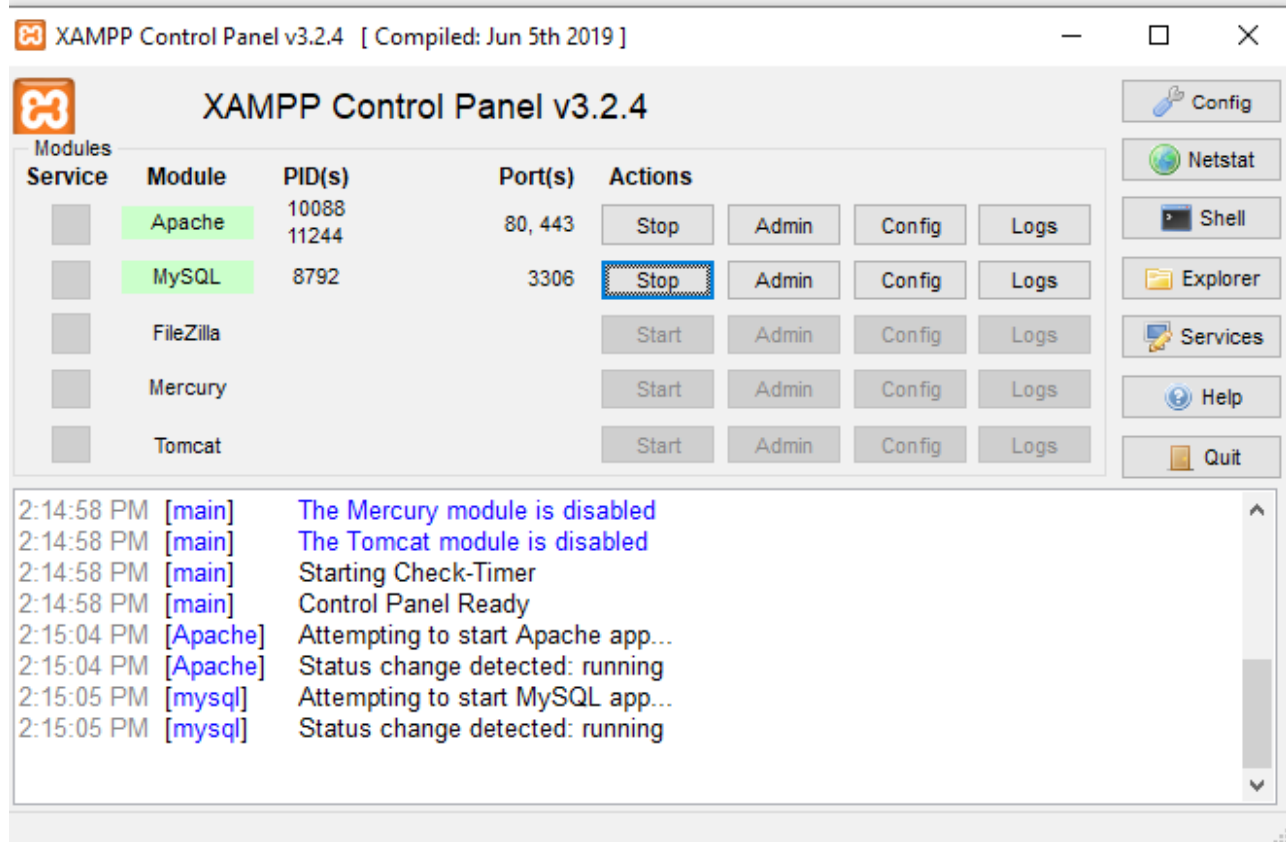 XAMPP Control Panel v3.2.4 [ Compiled: Jun 5th 2019 ]
XAMPP Control Panel v3.2.4
Config
Modules
Netstat
Service Module PID(s) Port(s) Actions
Apache 10088 11244 80, 443 Stop Admin Config Logs
Shell
MySQL 8792 3306 Stop Admin Config Logs
Explorer
FileZilla Start Admin Config Logs
Services
Mercury Start Admin Config Logs
Help
Tomcat Start Admin Config Logs
Quit
2:14:58 PM [main] The Mercury module is disabled
2:14:58 PM [main] The Tomcat module is disabled
2:14:58 PM [main] Starting Check-Timer
2:14:58 PM [main] Control Panel Ready
2:15:04 PM [Apache] Attempting to start Apache app...
2:15:04 PM [Apache] Status change detected: running
2:15:05 PM [mysql] Attempting to start MySQL app...
2:15:05 PM [mysql] Status change detected: running